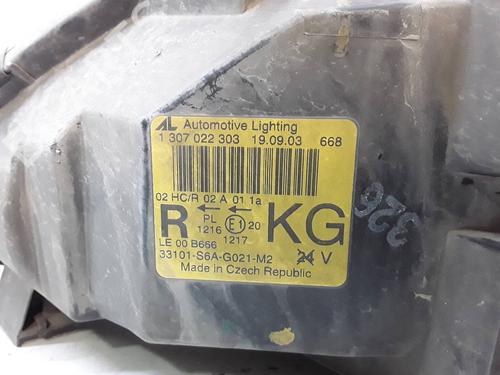 AL Automotive Lighting
1 307 022 303 19.09.03 668
02 HC/R 02 A 01 1a
R PL E1 20 KG
1216 1217
LE 00 B666
33101-S6A-G021-M2 24 V
Made in Czech Republic
326